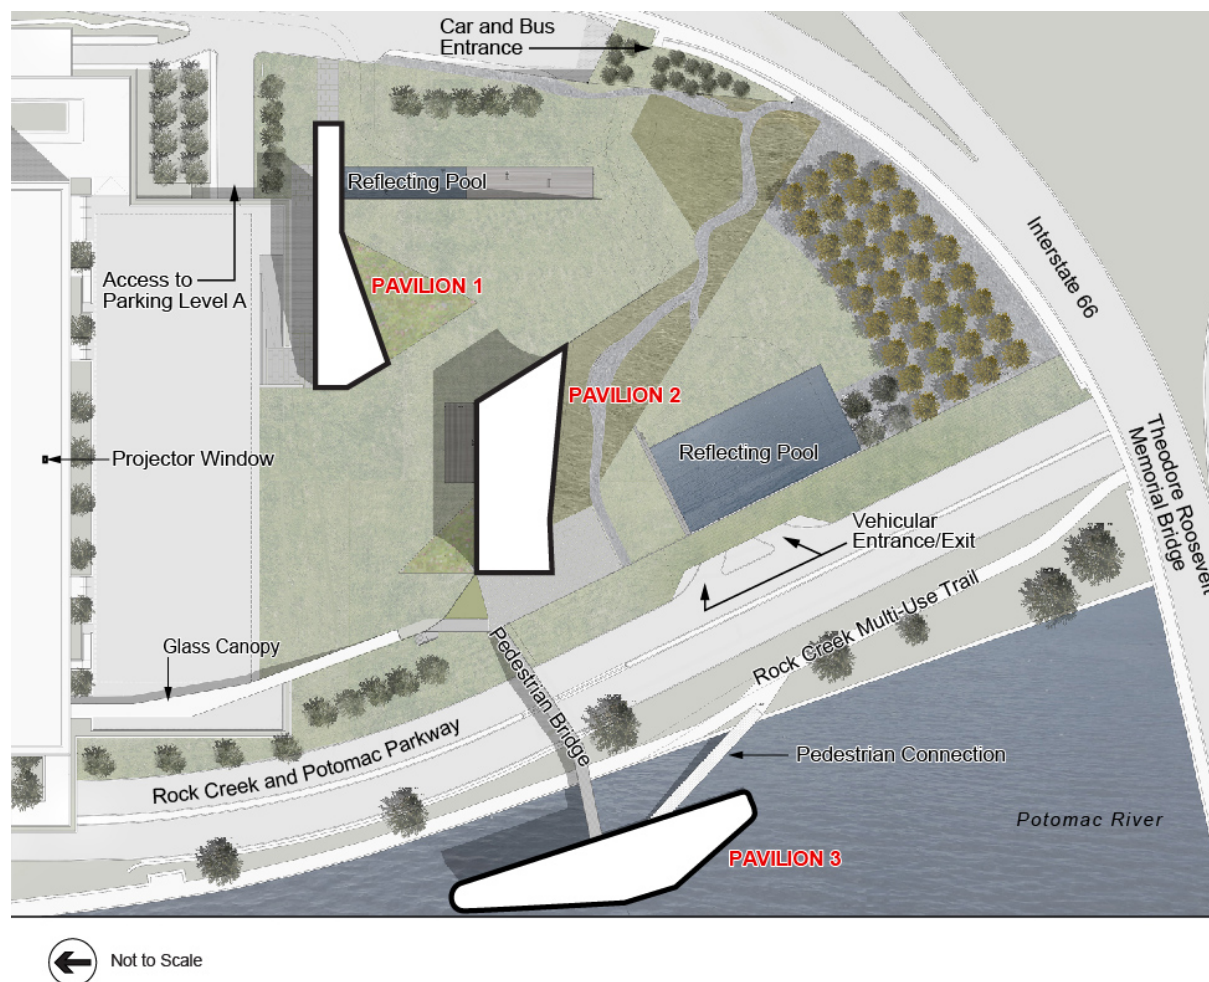 Car and Bus
Entrance
Reflecting Pool
Access to
Parking Level A
PAVILION 1
Interstate 66
PAVILION 2
Projector Window
Reflecting Pool
Theodore Roosevelt
Memorial Bridge
Vehicular
Entrance/Exit
Glass Canopy
Pedestrian Bridge
Rock Creek Multi-Use Trail
Rock Creek and Potomac Parkway
Pedestrian Connection
Potomac River
PAVILION 3
Not to Scale